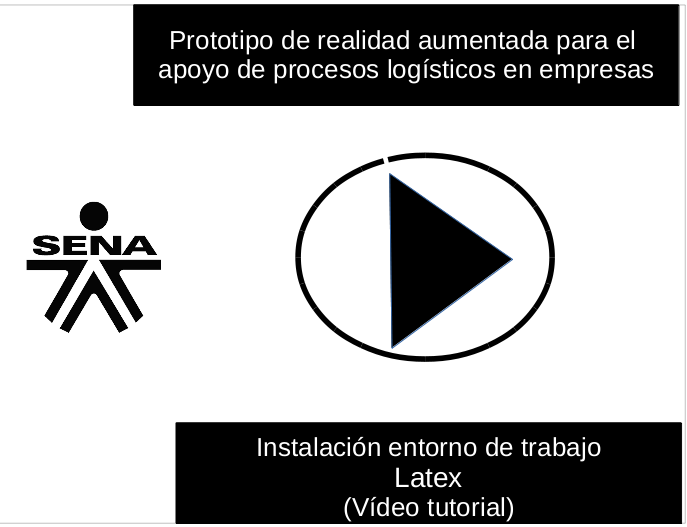 Prototipo de realidad aumentada para el
apoyo de procesos logísticos en empresas
SENA
Instalación entorno de trabajo
Latex
(Vídeo tutorial)